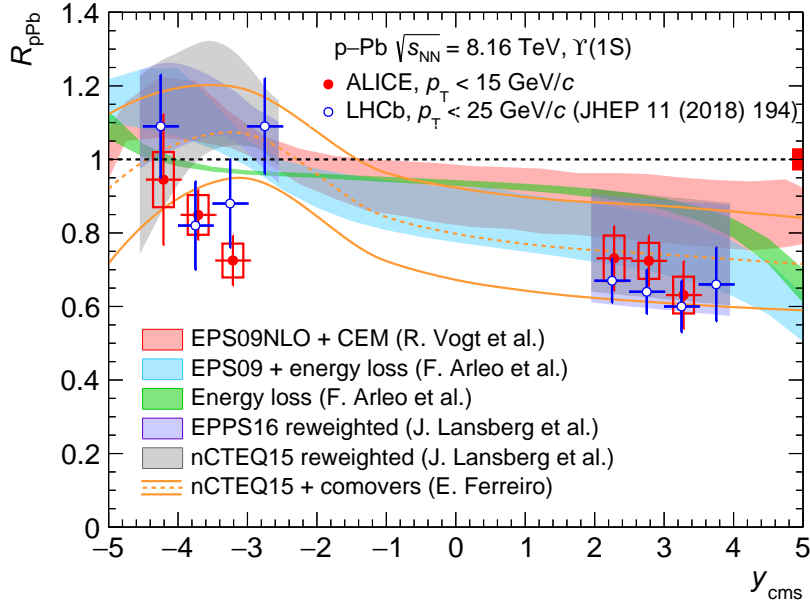 R_pPb
1.4
1.2
1
0.8
0.6
0.4
0.2
0
p–Pb √s_NN = 8.16 TeV, ϒ(1S)
ALICE, p_T < 15 GeV/c
LHCb, p_T < 25 GeV/c (JHEP 11 (2018) 194)
EPS09NLO + CEM (R. Vogt et al.)
EPS09 + energy loss (F. Arleo et al.)
Energy loss (F. Arleo et al.)
EPPS16 reweighted (J. Lansberg et al.)
nCTEQ15 reweighted (J. Lansberg et al.)
nCTEQ15 + comovers (E. Ferreiro)
−5 −4 −3 −2 −1 0 1 2 3 4 5
y_cms